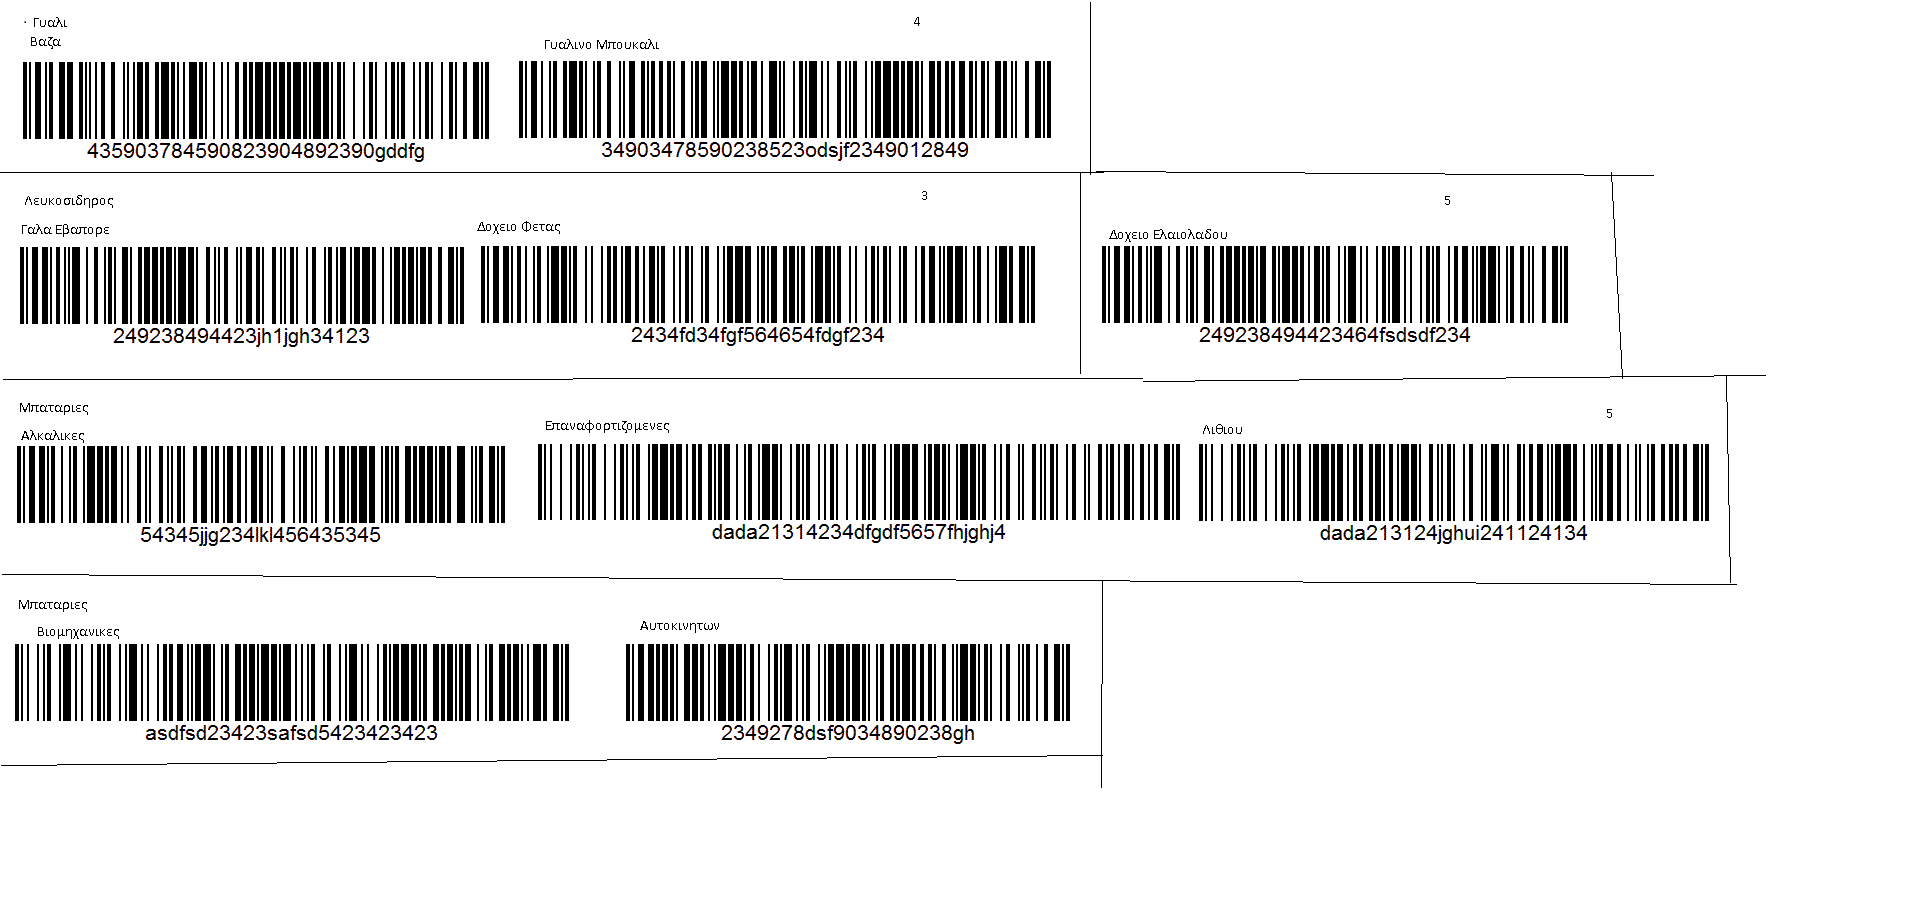 · Γυαλι
4
Βαζα
Γυαλινο Μπουκαλι
435903784590823904892390gddfg
34903478590238523odsjf2349012849
Λευκοσιδηρος
3
5
Γαλα Εβαπορε
Δοχειο Φετας
Δοχειο Ελαιολαδου
249238494423jh1jgh34123
2434fd34fgf564654fdgf234
249238494423464fsdsdf234
Μπαταριες
5
Αλκαλικες
Επαναφορτιζομενες
Λιθιου
54345jjg234lkl456435345
dada21314234dfgdf5657fhjghj4
dada213124jghui241124134
Μπαταριες
Βιομηχανικες
Αυτοκινητων
asdfsd23423safsd5423423423
2349278dsf9034890238gh